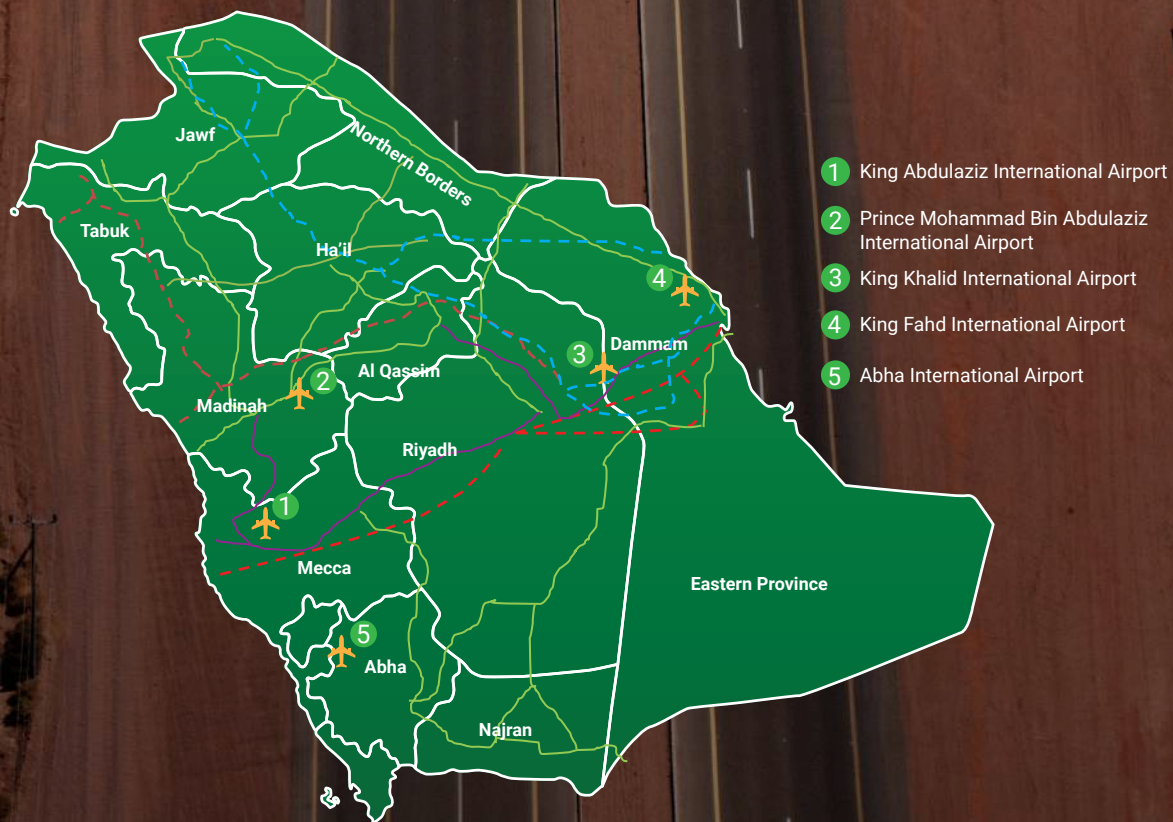 Jawf
Northern Borders
Tabuk
Ha'il
4
3
Dammam
2
Al Qassim
Madinah
Riyadh
1
Mecca
Eastern Province
5
Abha
Najran
1 King Abdulaziz International Airport
2 Prince Mohammad Bin Abdulaziz
International Airport
3 King Khalid International Airport
4 King Fahd International Airport
5 Abha International Airport